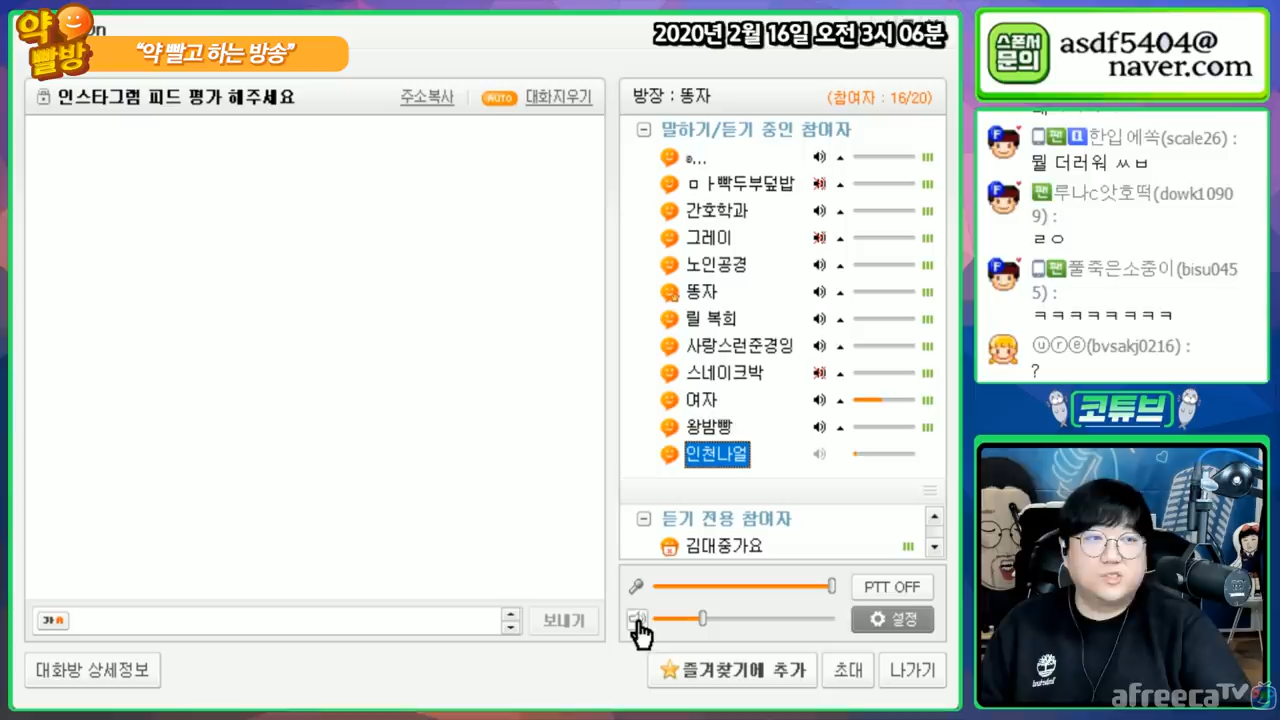 약
빨방
on
“약 빨고 하는 방송”
2020년 2월 16일 오전 3시 06분
스폰서
문의
asdf5404@
naver.com
인스타그램 피드 평가 해주세요
주소복사
AUTO
대화지우기
방장 : 똥자
(참여자 : 16/20)
말하기/듣기 중인 참여자
ㅁㅏ빡두부덮밥
간호학과
그레이
노인공경
똥자
릴 복회
사랑스런준경잉
스네이크박
여자
왕밤빵
인천나얼
듣기 전용 참여자
김대중가요
PTT OFF
설정
가
보내기
대화방 상세정보
즐겨찾기에 추가
초대
나가기
팬 한입에쏙(scale26) :
뭘 더러워 ㅆㅂ
팬 루나c앗호떡(dowk1090
9) :
ㄹㅇ
팬 풀죽은소중이(bisu045
5) :
ㅋㅋㅋㅋㅋㅋㅋㅋ
ⓤⓡⓔ(bvsakj0216) :
?
코튜브
Timberland
afreecaTV